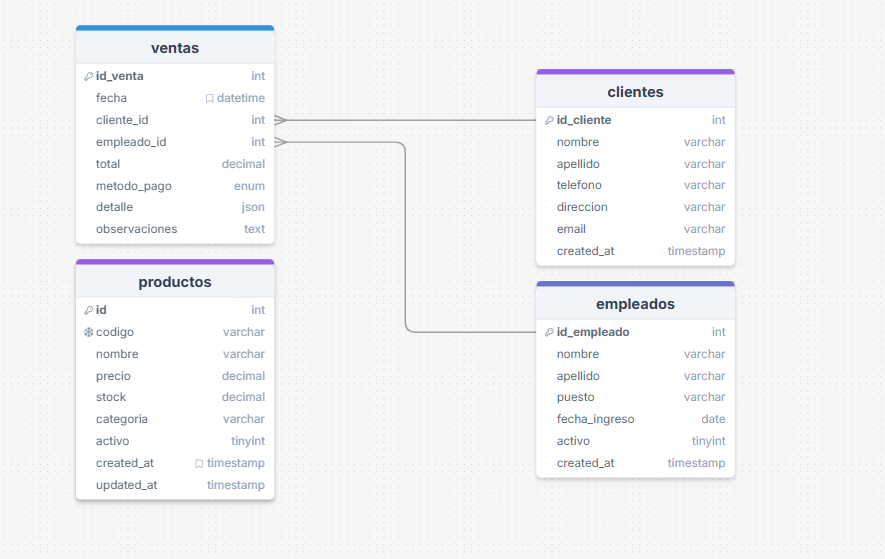 ventas
id_venta int
fecha datetime
cliente_id int
empleado_id int
total decimal
metodo_pago enum
detalle json
observaciones text
productos
id int
codigo varchar
nombre varchar
precio decimal
stock decimal
categoria varchar
activo tinyint
created_at timestamp
updated_at timestamp
clientes
id_cliente int
nombre varchar
apellido varchar
telefono varchar
direccion varchar
email varchar
created_at timestamp
empleados
id_empleado int
nombre varchar
apellido varchar
puesto varchar
fecha_ingreso date
activo tinyint
created_at timestamp